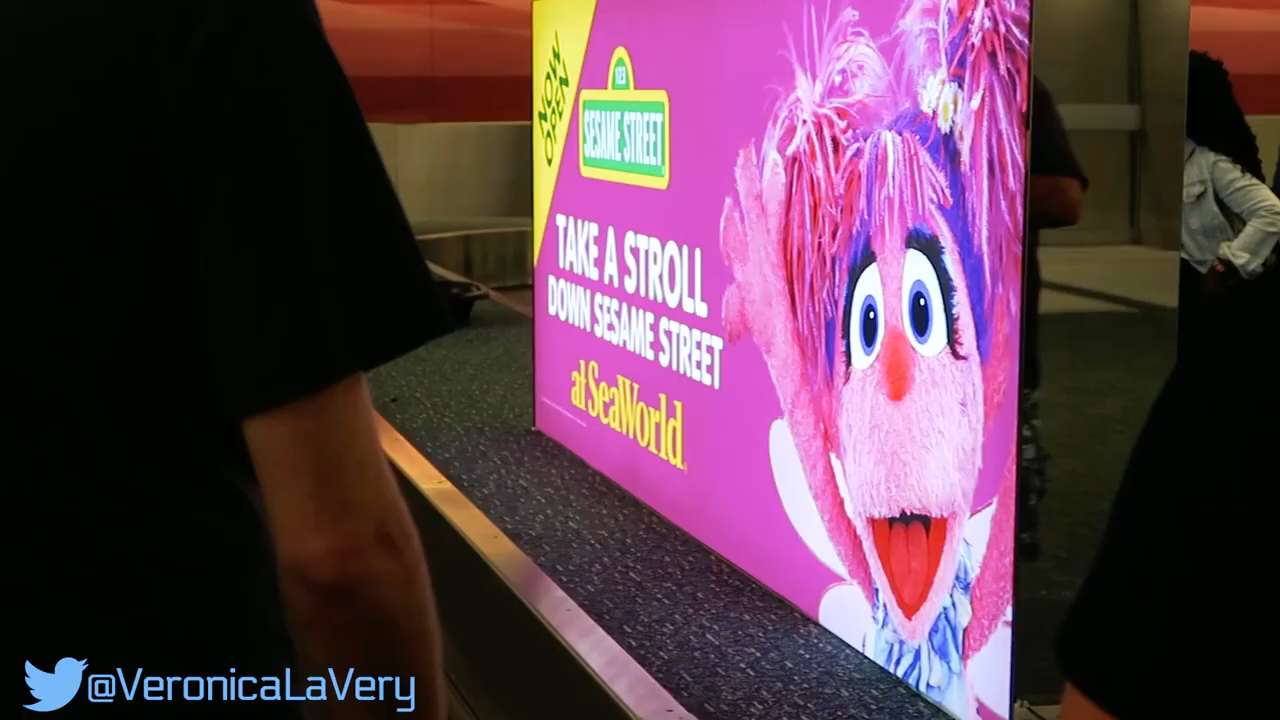 NOW
OPEN
123
SESAME STREET
TAKE A STROLL
DOWN SESAME STREET
at SeaWorld
@VeronicaLaVery